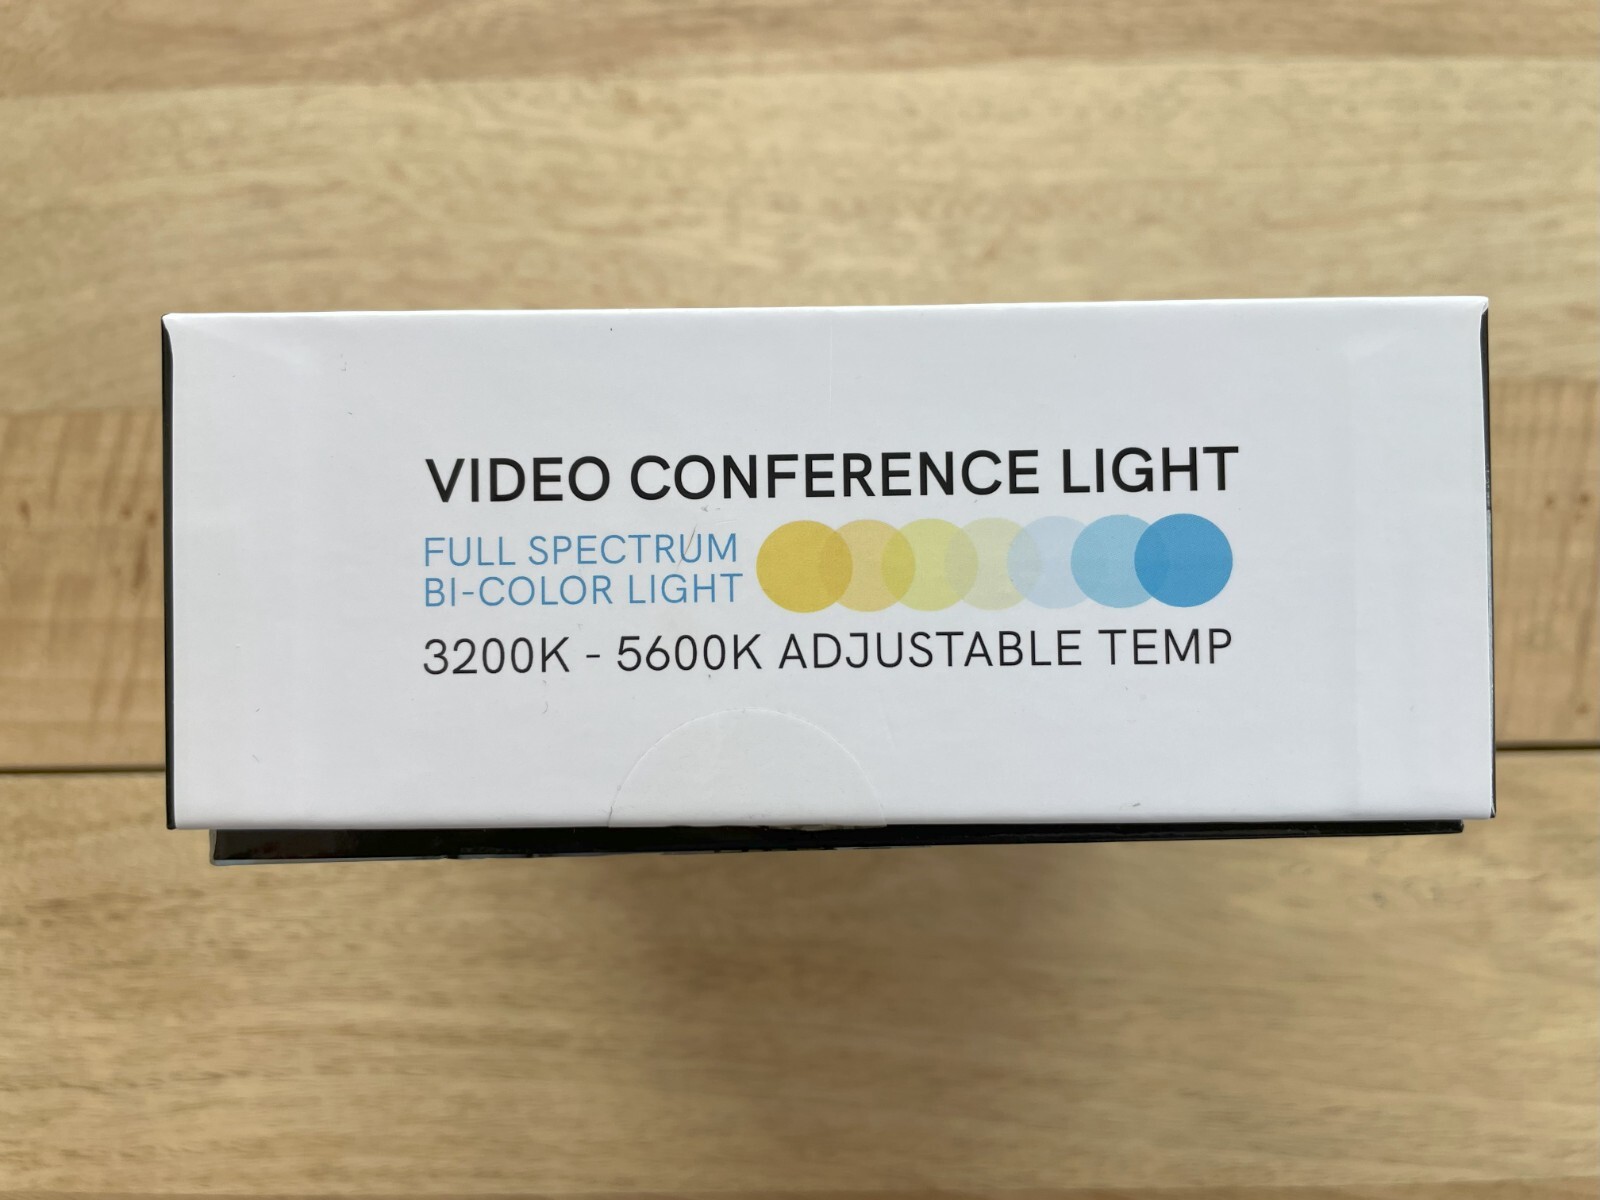 VIDEO CONFERENCE LIGHT
FULL SPECTRUM
BI-COLOR LIGHT
3200K - 5600K ADJUSTABLE TEMP